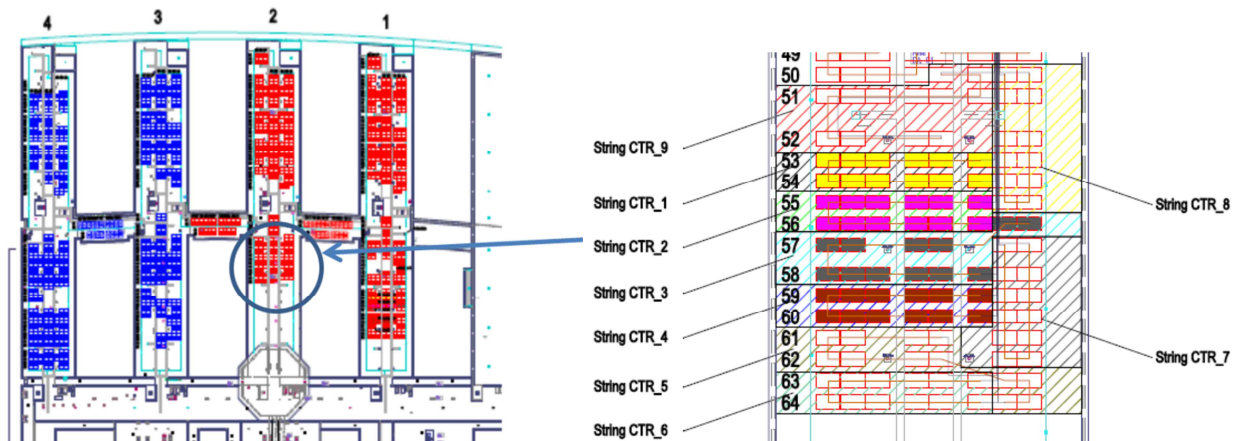 4 3 2 1
49
50
51
52
53
54
55
56
57
58
59
60
61
62
63
64
String CTR_9
String CTR_1
String CTR_2
String CTR_3
String CTR_4
String CTR_5
String CTR_6
String CTR_8
String CTR_7